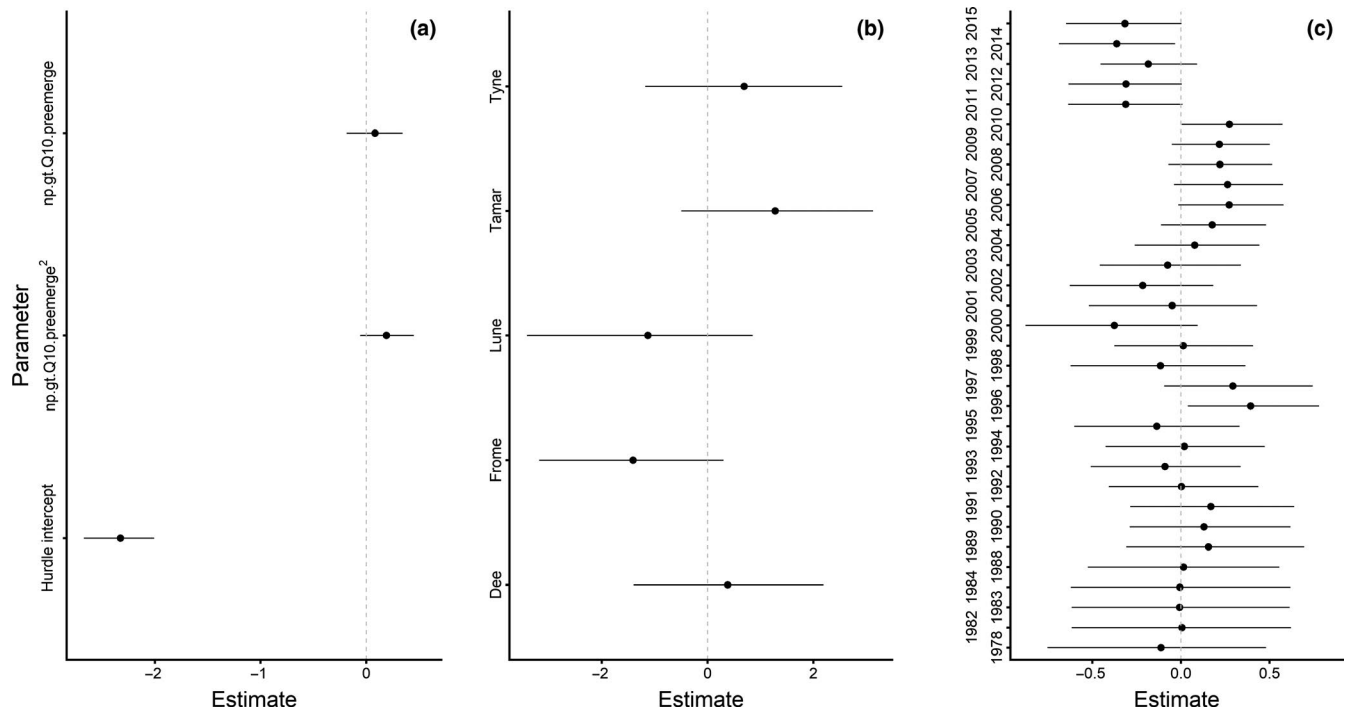 (a)
Parameter
np.gt.Q10.preemerge
np.gt.Q10.preemerge²
Hurdle intercept
−2
−1
0
Estimate
(b)
Tyne
Tamar
Lune
Frome
Dee
−2
0
2
Estimate
(c)
2015
2014
2013
2012
2011
2010
2009
2008
2007
2006
2005
2004
2003
2002
2001
2000
1999
1998
1997
1996
1995
1994
1993
1992
1991
1990
1989
1988
1984
1983
1982
1978
−0.5
0.0
0.5
Estimate